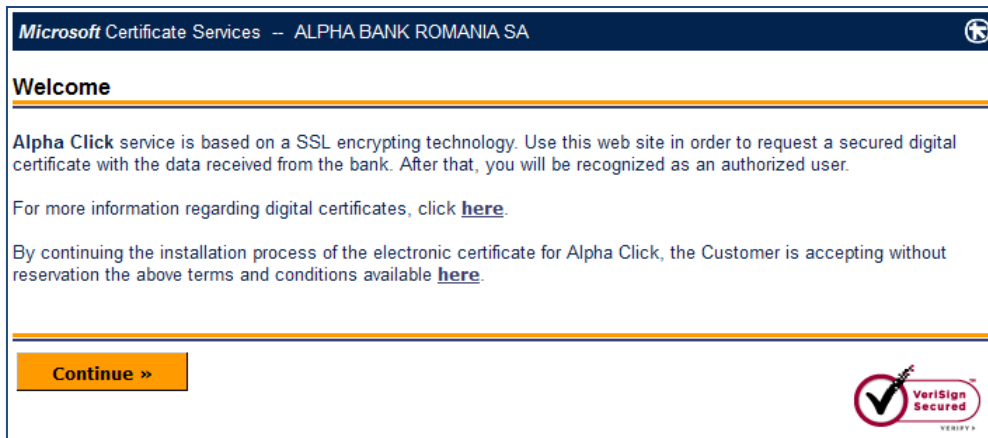 Microsoft Certificate Services -- ALPHA BANK ROMANIA SA
Welcome
Alpha Click service is based on a SSL encrypting technology. Use this web site in order to request a secured digital
certificate with the data received from the bank. After that, you will be recognized as an authorized user.
For more information regarding digital certificates, click here.
By continuing the installation process of the electronic certificate for Alpha Click, the Customer is accepting without
reservation the above terms and conditions available here.
Continue »
VeriSign
Secured
VERIFY›